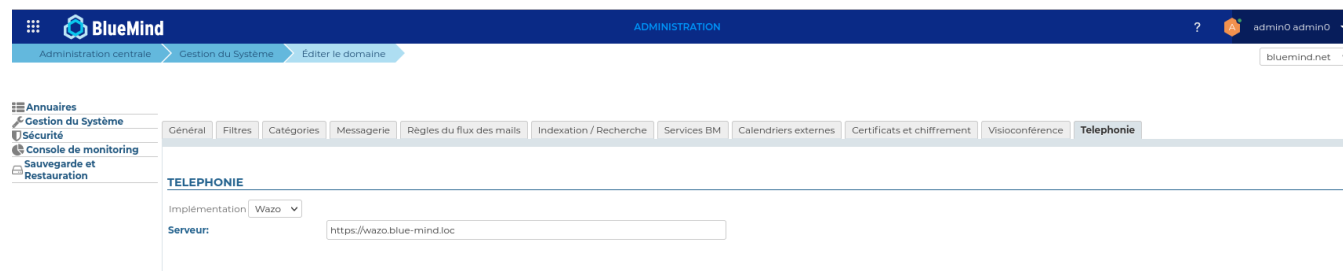 BlueMind
ADMINISTRATION
?
A
admin0 admin0
Administration centrale
Gestion du Système
Éditer le domaine
bluemind.net
Annuaires
Gestion du Système
Sécurité
Console de monitoring
Sauvegarde et
Restauration
Général Filtres Catégories Messagerie Règles du flux des mails Indexation / Recherche Services BM Calendriers externes Certificats et chiffrement Visioconférence Telephonie
TELEPHONIE
Implémentation Wazo
Serveur: https://wazo.blue-mind.loc